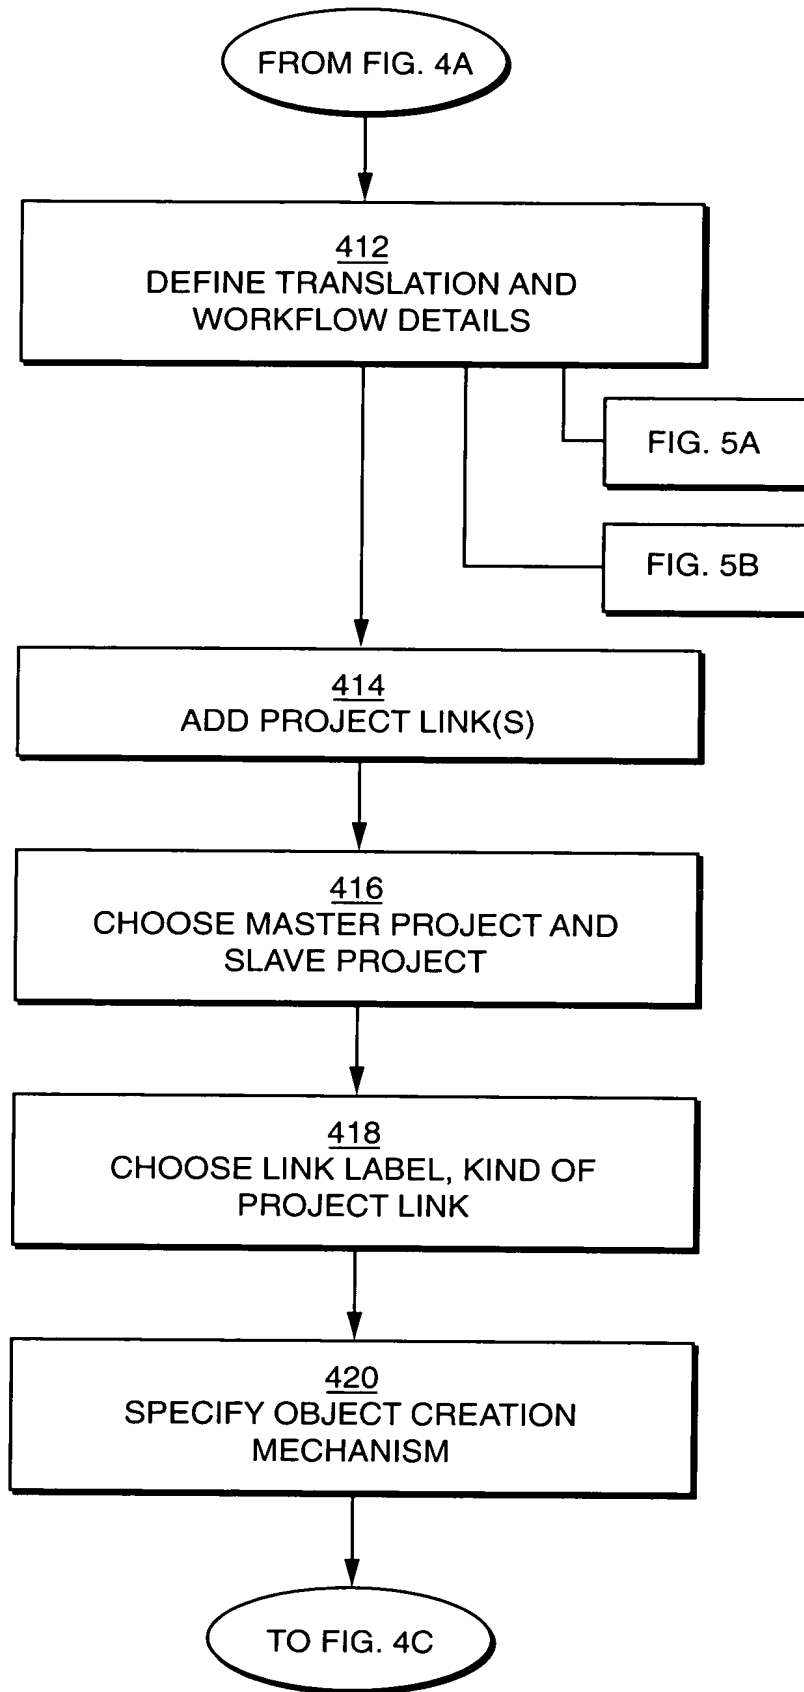 FROM FIG. 4A
412
DEFINE TRANSLATION AND
WORKFLOW DETAILS
FIG. 5A
FIG. 5B
414
ADD PROJECT LINK(S)
416
CHOOSE MASTER PROJECT AND
SLAVE PROJECT
418
CHOOSE LINK LABEL, KIND OF
PROJECT LINK
420
SPECIFY OBJECT CREATION
MECHANISM
TO FIG. 4C